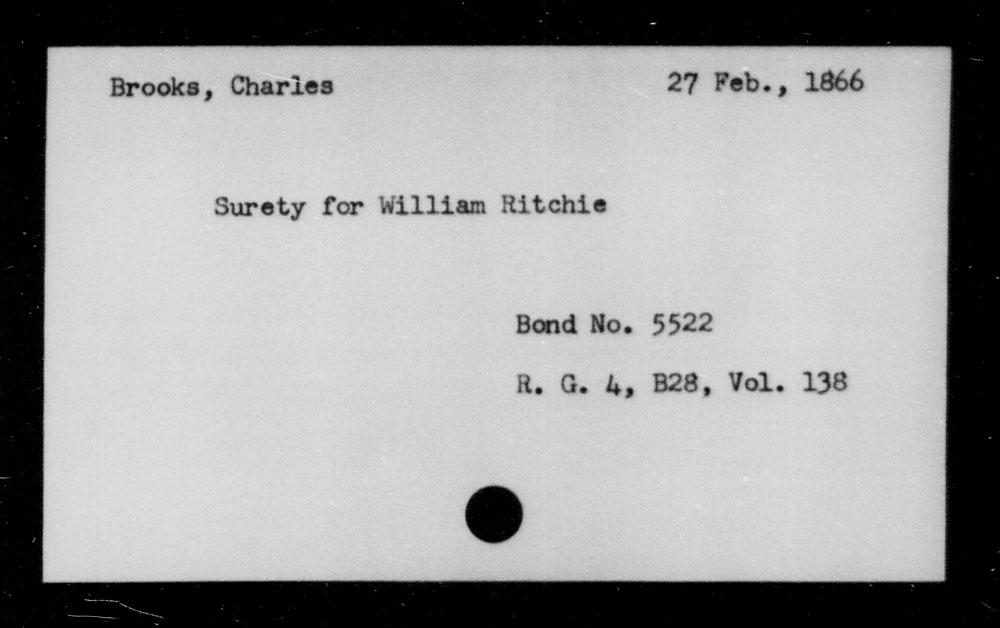 Brooks, Charles 27 Feb., 1866
Surety for William Ritchie
Bond No. 5522
R. G. 4, B28, Vol. 138